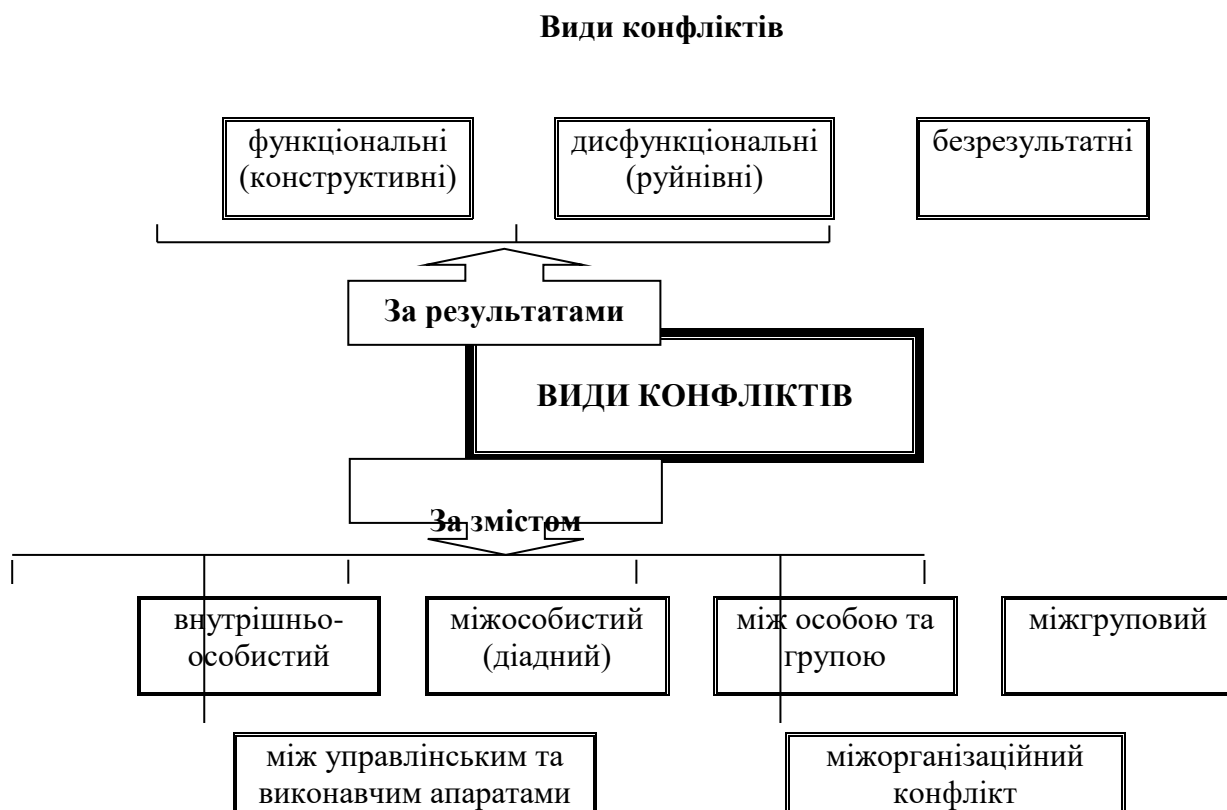 Види конфліктів
функціональні
(конструктивні)
дисфункціональні
(руйнівні)
безрезультатні
За результатами
ВИДИ КОНФЛІКТІВ
За змістом
внутрішньо-
особистий
міжособистий
(діадний)
між особою та
групою
міжгруповий
між управлінським та
виконавчим апаратами
міжорганізаційний
конфлікт